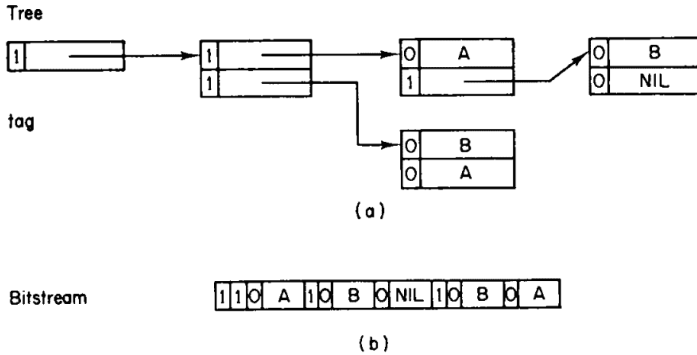 Tree
1
1
1
0 A
1
0 B
0 NIL
tag
0 B
0 A
(a)
Bitstream
1 1 0 A 1 0 B 0 NIL 1 0 B 0 A
(b)